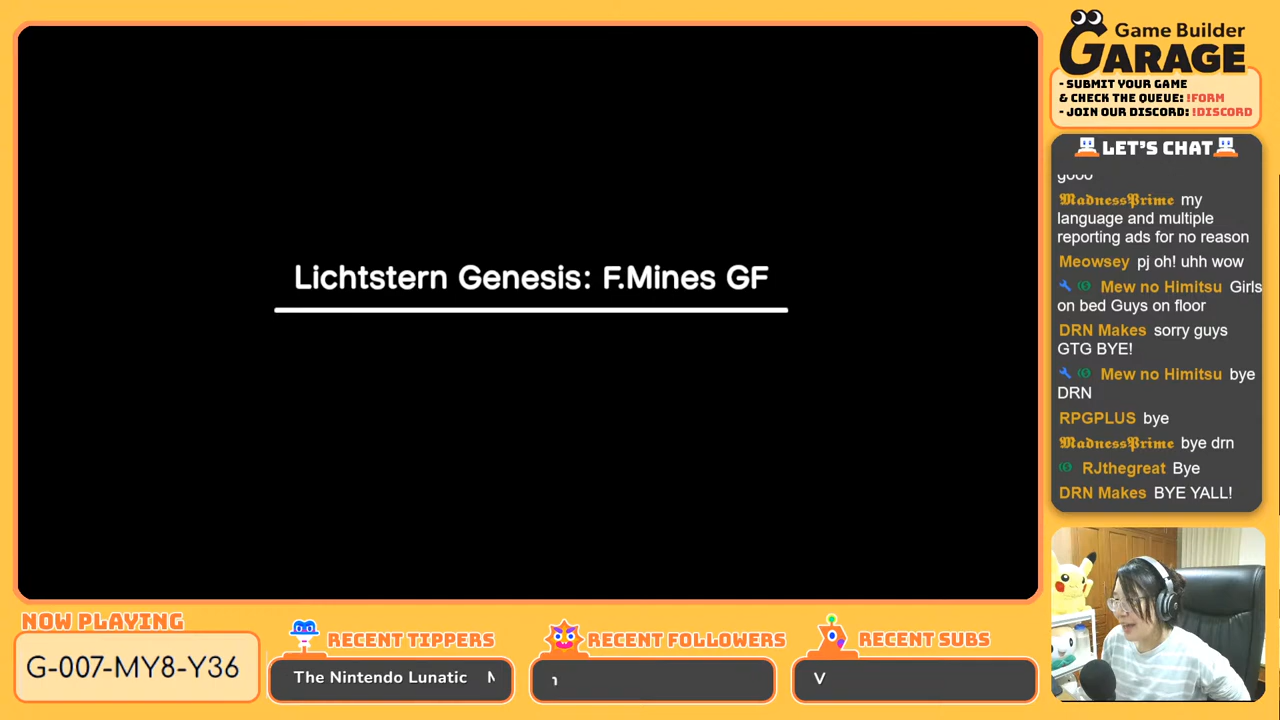 Game Builder
GARAGE
- SUBMIT YOUR GAME
& CHECK THE QUEUE: !FORM
- JOIN OUR DISCORD: !DISCORD
LET'S CHAT
gooo
MadnessPrime my
language and multiple
reporting ads for no reason
Meowsey pj oh! uhh wow
Mew no Himitsu Girls
on bed Guys on floor
DRN Makes sorry guys
GTG BYE!
Mew no Himitsu bye
DRN
RPGPLUS bye
MadnessPrime bye drn
RJthegreat Bye
DRN Makes BYE YALL!
Lichtstern Genesis: F.Mines GF
NOW PLAYING
G-007-MY8-Y36
RECENT TIPPERS
The Nintendo Lunatic
RECENT FOLLOWERS
RECENT SUBS
V